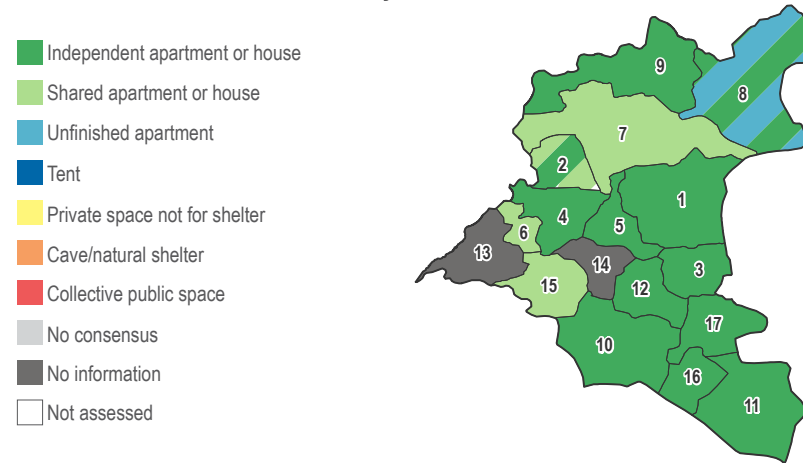 Independent apartment or house
Shared apartment or house
Unfinished apartment
Tent
Private space not for shelter
Cave/natural shelter
Collective public space
No consensus
No information
Not assessed
9
8
7
2
1
4
5
6
13
14
3
15
12
17
10
16
11